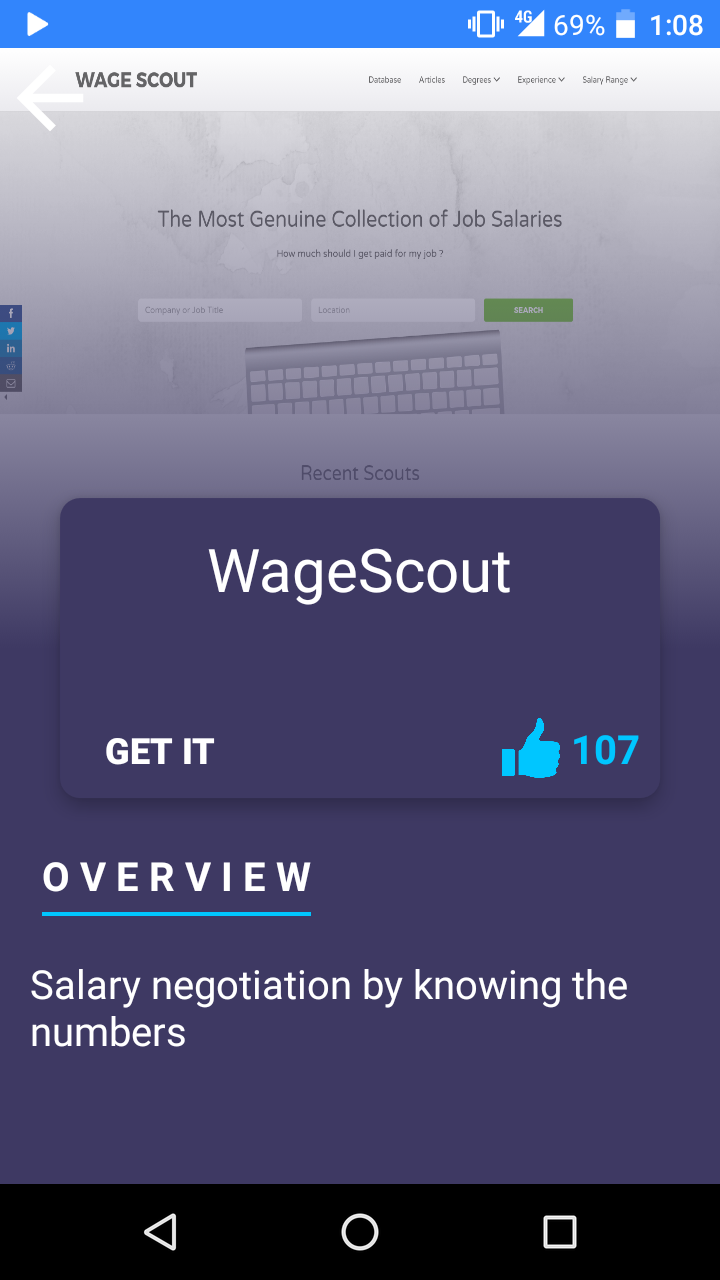 4G 69% 1:08
WAGE SCOUT Database Articles Degrees Experience Salary Range
The Most Genuine Collection of Job Salaries
How much should I get paid for my job ?
Company or Job Title Location SEARCH
Recent Scouts
WageScout
GET IT 107
OVERVIEW
Salary negotiation by knowing the
numbers